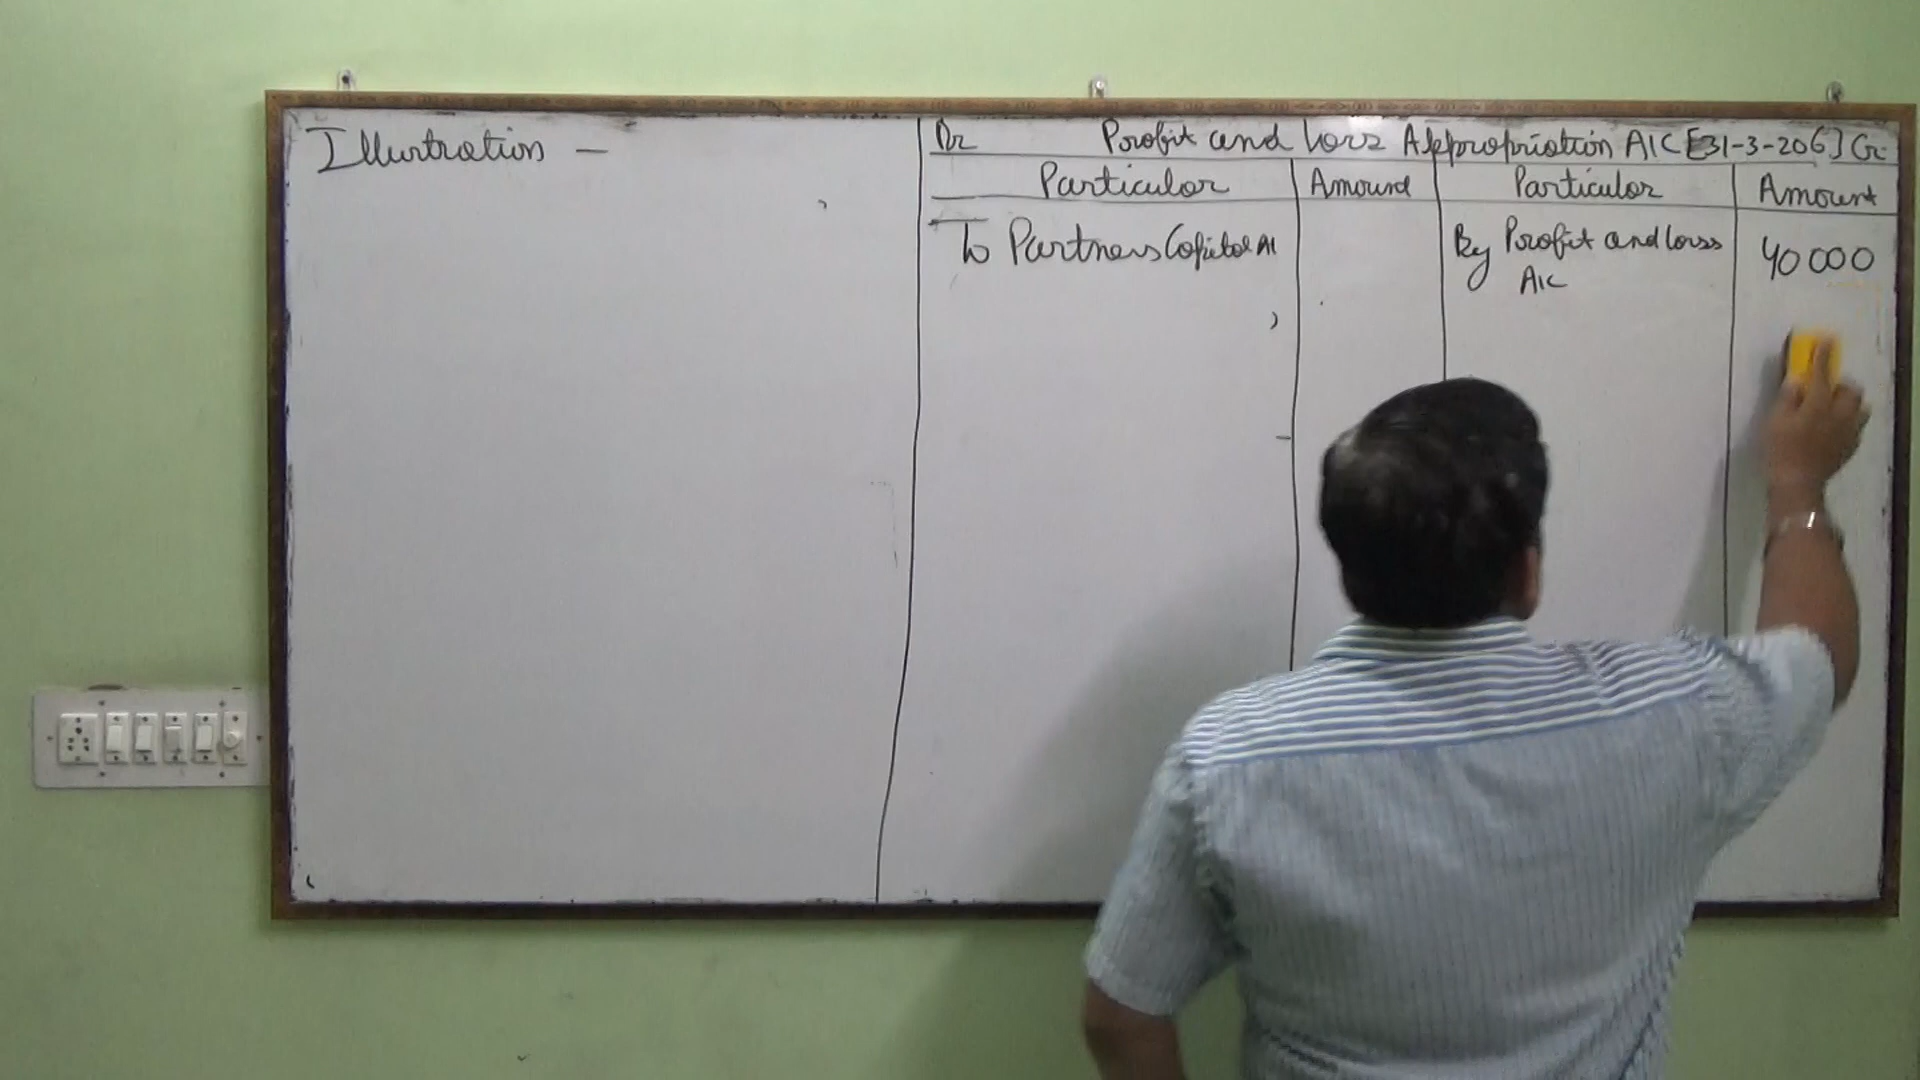 Illustration -
Dr Profit and Loss Appropriation A/C [31-3-206] Cr.
Particular Amount Particular Amount
To Partners Capital A/
By Profit and Loss 40000
A/C